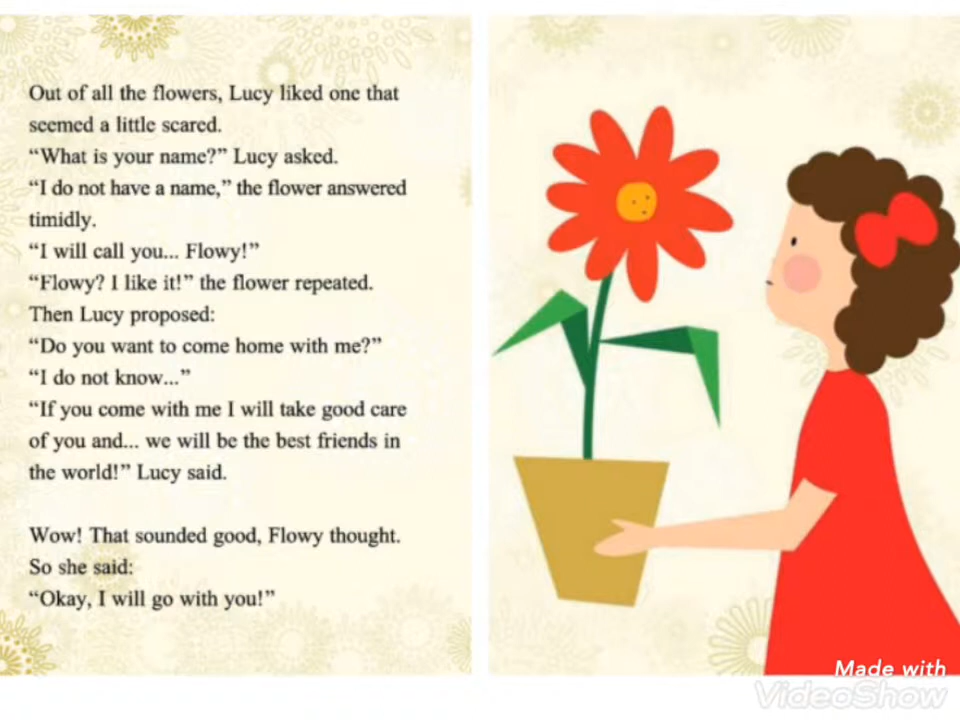 Out of all the flowers, Lucy liked one that
seemed a little scared.
“What is your name?” Lucy asked.
“I do not have a name,” the flower answered
timidly.
“I will call you... Flowy!”
“Flowy? I like it!” the flower repeated.
Then Lucy proposed:
“Do you want to come home with me?”
“I do not know...”
“If you come with me I will take good care
of you and... we will be the best friends in
the world!” Lucy said.
Wow! That sounded good, Flowy thought.
So she said:
“Okay, I will go with you!”
Made with
VideoShow